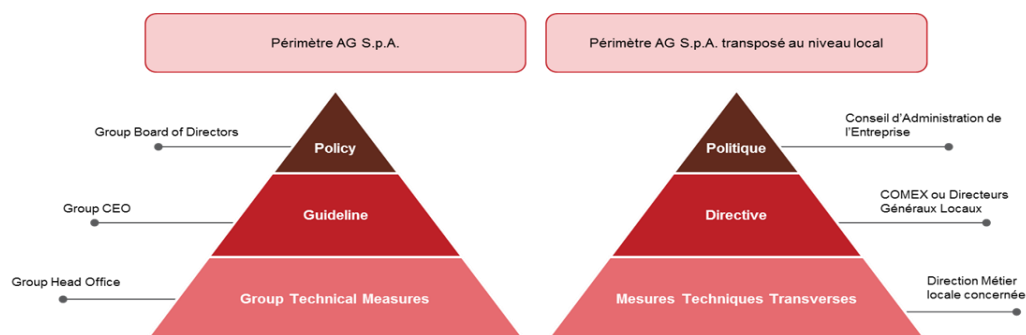 Périmètre AG S.p.A.
Périmètre AG S.p.A. transposé au niveau local
Group Board of Directors
Policy
Group CEO
Guideline
Group Head Office
Group Technical Measures
Conseil d'Administration de
l'Entreprise
Politique
COMEX ou Directeurs
Généraux Locaux
Directive
Direction Métier
locale concernée
Mesures Techniques Transverses